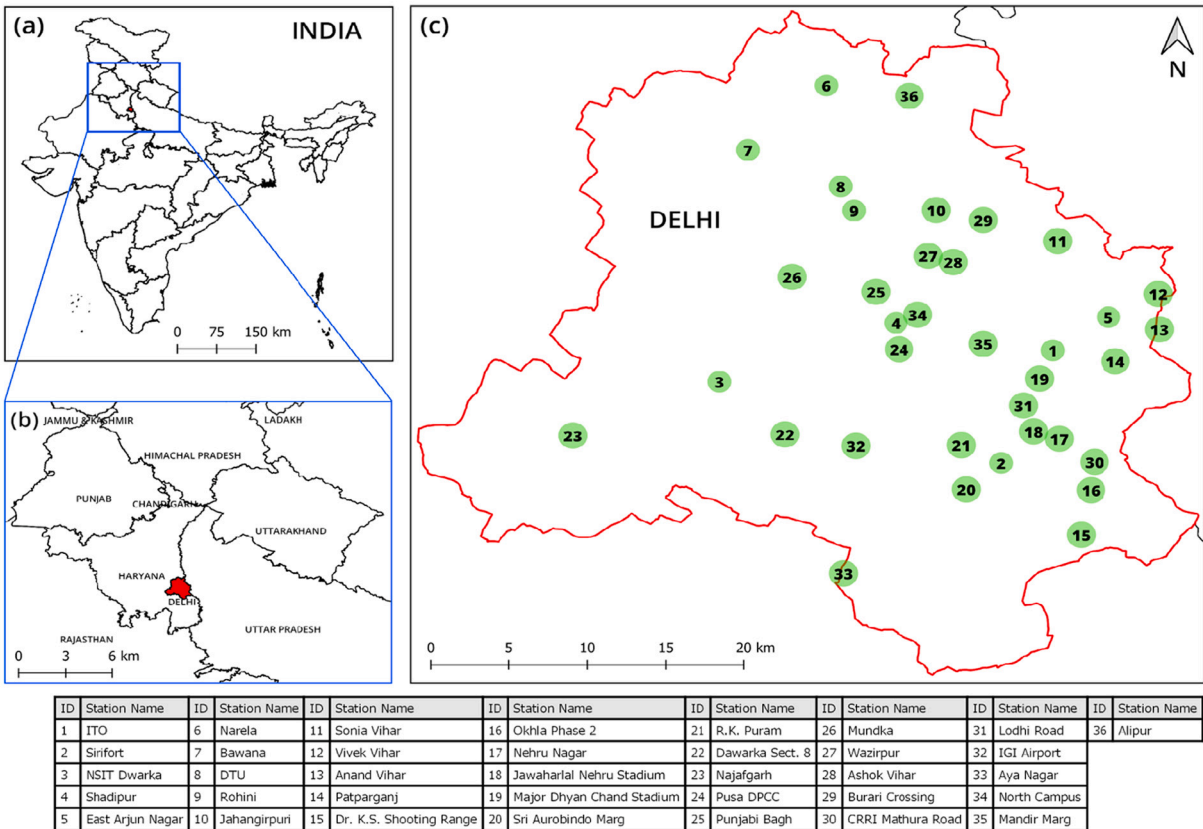 (a)
INDIA
0 75 150 km
(b)
JAMMU & KASHMIR
LADAKH
HIMACHAL PRADESH
PUNJAB
CHANDIGARH
UTTARAKHAND
HARYANA
DELHI
RAJASTHAN
UTTAR PRADESH
0 3 6 km
(c)
N
DELHI
6
36
7
8
9
10
29
11
27
28
26
25
12
34
5
4
13
24
35
1
14
3
19
31
23
22
32
21
18
17
2
30
20
16
15
33
0 5 10 15 20 km
ID Station Name ID Station Name ID Station Name ID Station Name ID Station Name ID Station Name ID Station Name ID Station Name
1 ITO 6 Narela 11 Sonia Vihar 16 Okhla Phase 2 21 R.K. Puram 26 Mundka 31 Lodhi Road 36 Alipur
2 Sirifort 7 Bawana 12 Vivek Vihar 17 Nehru Nagar 22 Dawarka Sect. 8 27 Wazirpur 32 IGI Airport
3 NSIT Dwarka 8 DTU 13 Anand Vihar 18 Jawaharlal Nehru Stadium 23 Najafgarh 28 Ashok Vihar 33 Aya Nagar
4 Shadipur 9 Rohini 14 Patparganj 19 Major Dhyan Chand Stadium 24 Pusa DPCC 29 Burari Crossing 34 North Campus
5 East Arjun Nagar 10 Jahangirpuri 15 Dr. K.S. Shooting Range 20 Sri Aurobindo Marg 25 Punjabi Bagh 30 CRRI Mathura Road 35 Mandir Marg